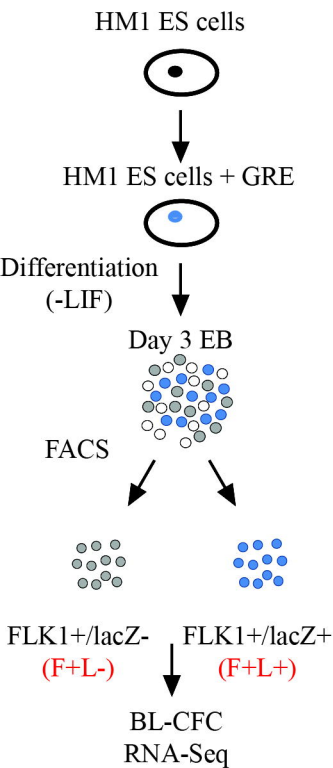 HM1 ES cells
HM1 ES cells + GRE
Differentiation
(-LIF)
Day 3 EB
FACS
FLK1+/lacZ- FLK1+/lacZ+
(F+L-) (F+L+)
BL-CFC
RNA-Seq